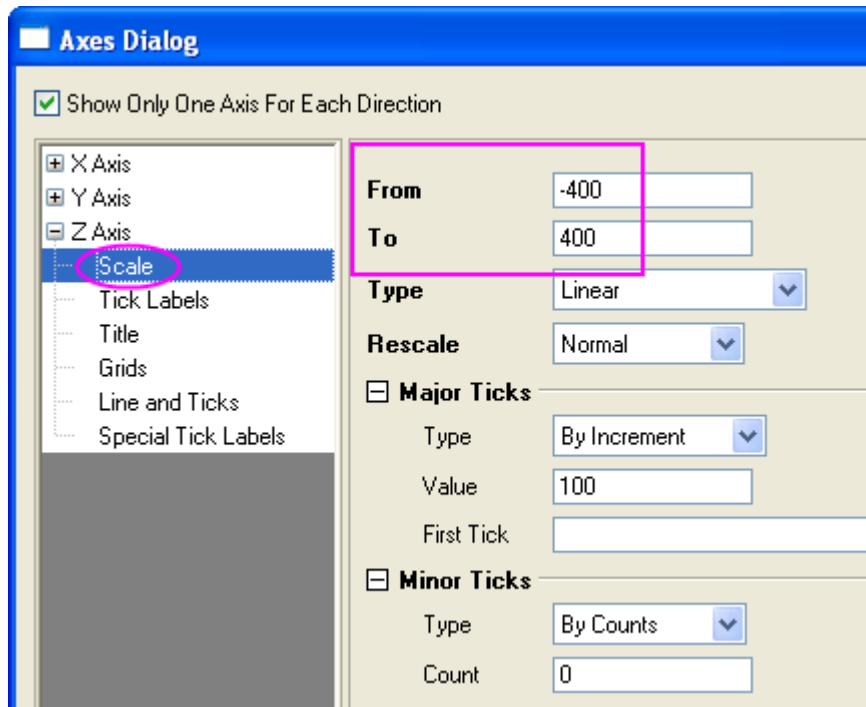 Axes Dialog
Show Only One Axis For Each Direction
X Axis
Y Axis
Z Axis
Scale
Tick Labels
Title
Grids
Line and Ticks
Special Tick Labels
From -400
To 400
Type Linear
Rescale Normal
Major Ticks
Type By Increment
Value 100
First Tick
Minor Ticks
Type By Counts
Count 0